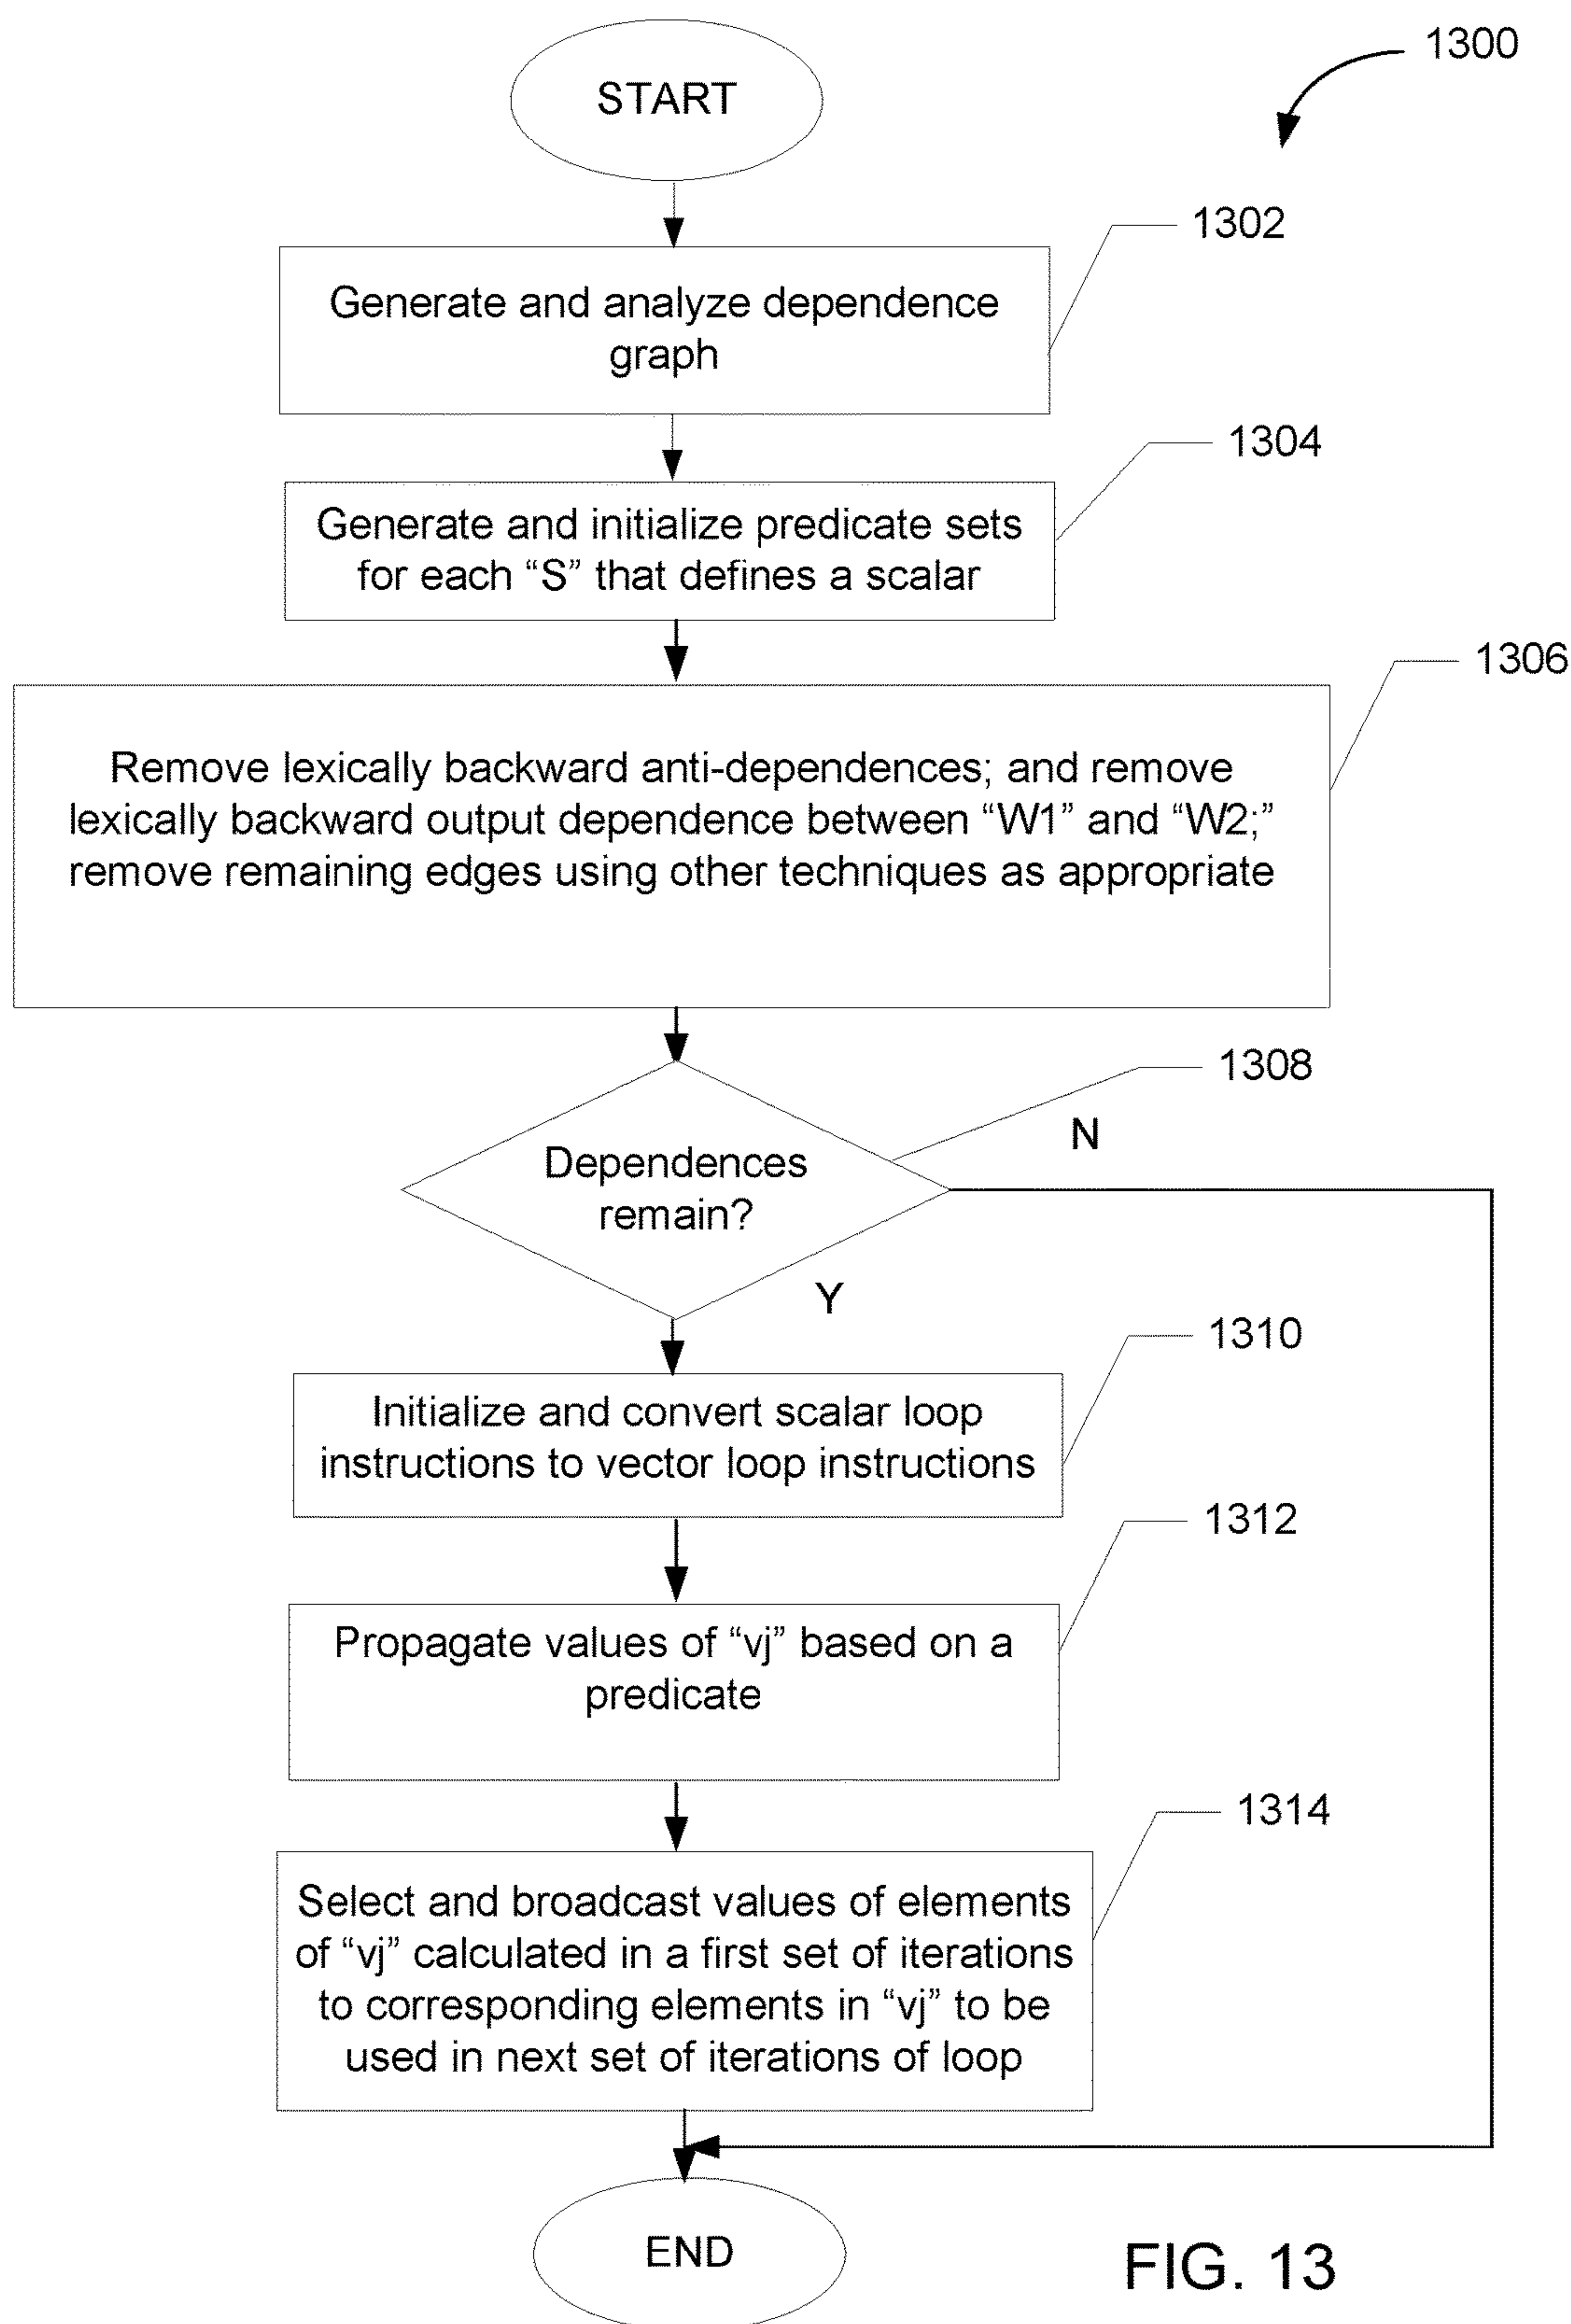 1300
START
1302
Generate and analyze dependence
graph
1304
Generate and initialize predicate sets
for each “S” that defines a scalar
1306
Remove lexically backward anti-dependences; and remove
lexically backward output dependence between “W1” and “W2;”
remove remaining edges using other techniques as appropriate
1308
N
Dependences
remain?
Y
1310
Initialize and convert scalar loop
instructions to vector loop instructions
1312
Propagate values of “vj” based on a
predicate
1314
Select and broadcast values of elements
of “vj” calculated in a first set of iterations
to corresponding elements in “vj” to be
used in next set of iterations of loop
END
FIG. 13